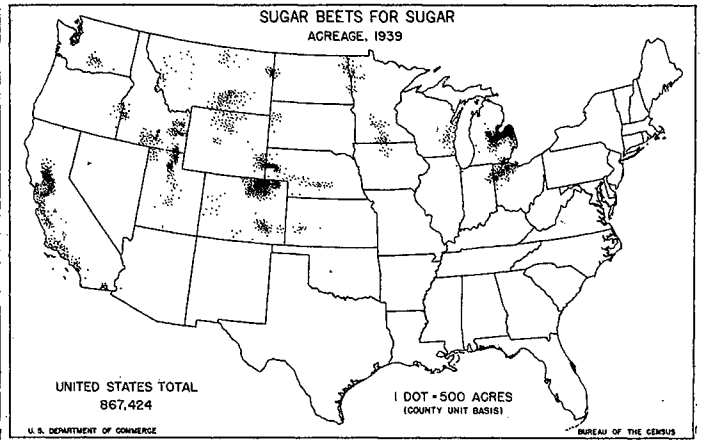 SUGAR BEETS FOR SUGAR
ACREAGE, 1939
UNITED STATES TOTAL
867,424
1 DOT = 500 ACRES
(COUNTY UNIT BASIS)
U. S. DEPARTMENT OF COMMERCE
BUREAU OF THE CENSUS